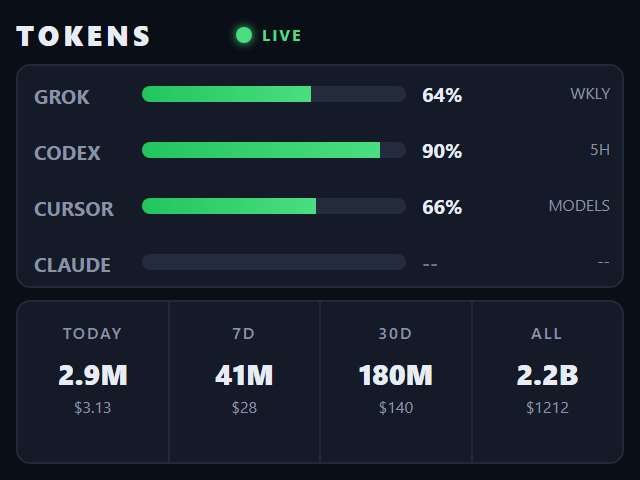 TOKENS LIVE
GROK 64% WKLY
CODEX 90% 5H
CURSOR 66% MODELS
CLAUDE -- --
TODAY 7D 30D ALL
2.9M 41M 180M 2.2B
$3.13 $28 $140 $1212